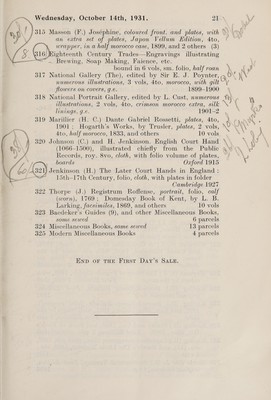 Wednesday, October 14th, 1931. 21
315 Masson (F.) Joséphine, coloured front. and plates, with
an extra set of plates, Japon Vellum Edition, 4to,
wrapper, in a half morocco case, 1899, and 2 others (3)
316 Eighteenth Century Trades—Engravings illustrating
Brewing, Soap Making, Faience, etc.
bound in 6 vols, sm. folio, half roan
317 National Gallery (The), edited by Sir E. J. Poynter,
numerous illustrations, 3 vols, 4to, morocco, with gilt
flowers on covers, g.e. 1899-1900
318 National Portrait Gallery, edited by L. Cust, numerous
illustrations, 2 vols, 4to, crimson morocco extra, silk
linings, g.e. 1901-2
319 Marillier (H. C.) Dante Gabriel Rossetti, plates, 4to,
1901; Hogarth's Works, by Trusler, plates, 2 vols,
4to, half morocco, 1833, and others 10 vols
320 Johnson (C.) and H. Jenkinson. English Court Hand
(1066-1500), illustrated chiefly from the Public
Records, roy. 8vo, cloth, with folio volume of plates,
boards Oxford 1915
321 Jenkinson (H.) The Later Court Hands in England:
15th-17th Century, folio, cloth, with plates in folder
Cambridge 1927
322 Thorpe (J.) Registrum Roffense, portrait, folio, calf
(worn), 1769; Domesday Book of Kent, by L. B.
Larking, facsimiles, 1869, and others 10 vols
323 Baedeker's Guides (9), and other Miscellaneous Books,
some sewed 6 parcels
324 Miscellaneous Books, some sewed 13 parcels
325 Modern Miscellaneous Books 4 parcels
End of the First Day's Sale.